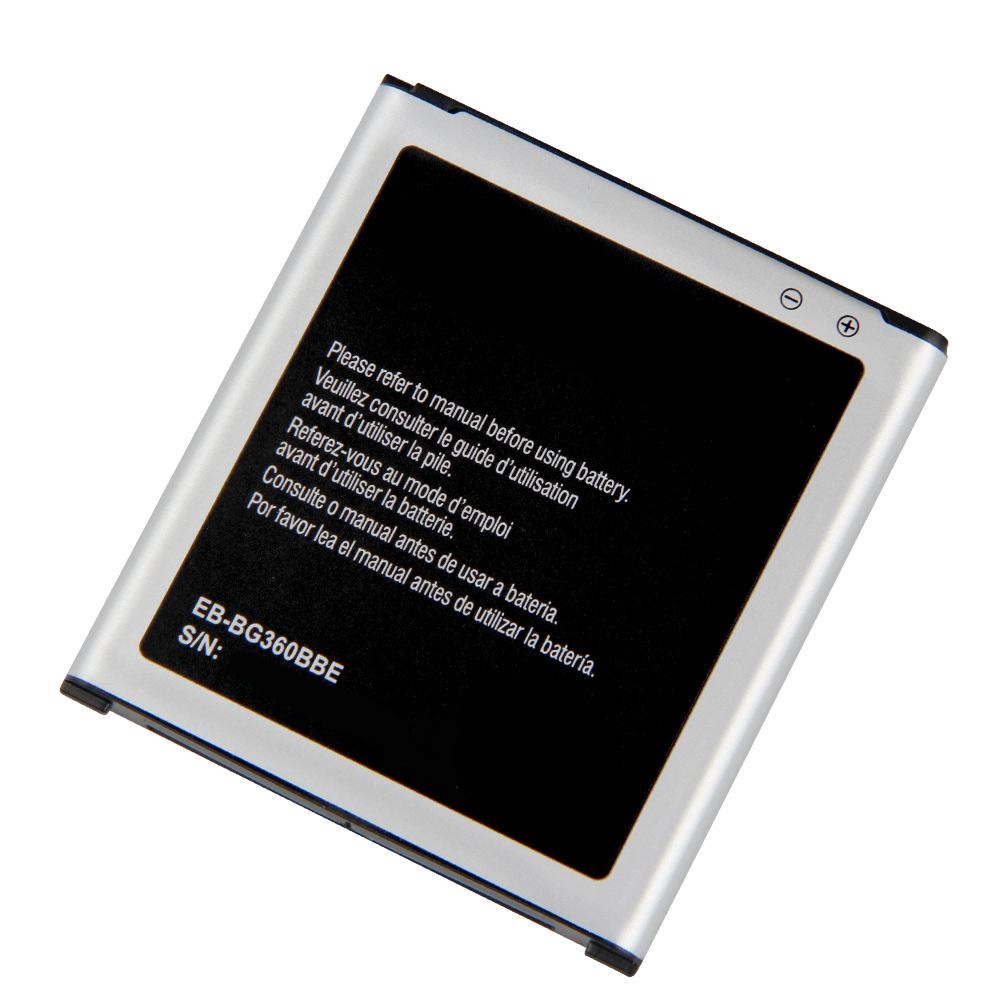 ⊖ ⊕
Please refer to manual before using battery.
Veuillez consulter le guide d'utilisation
avant d'utiliser la pile.
Referez-vous au mode d'emploi
avant d'utiliser la batterie.
Consulte o manual antes de usar a bateria.
Por favor lea el manual antes de utilizar la batería.
EB-BG360BBE
S/N: